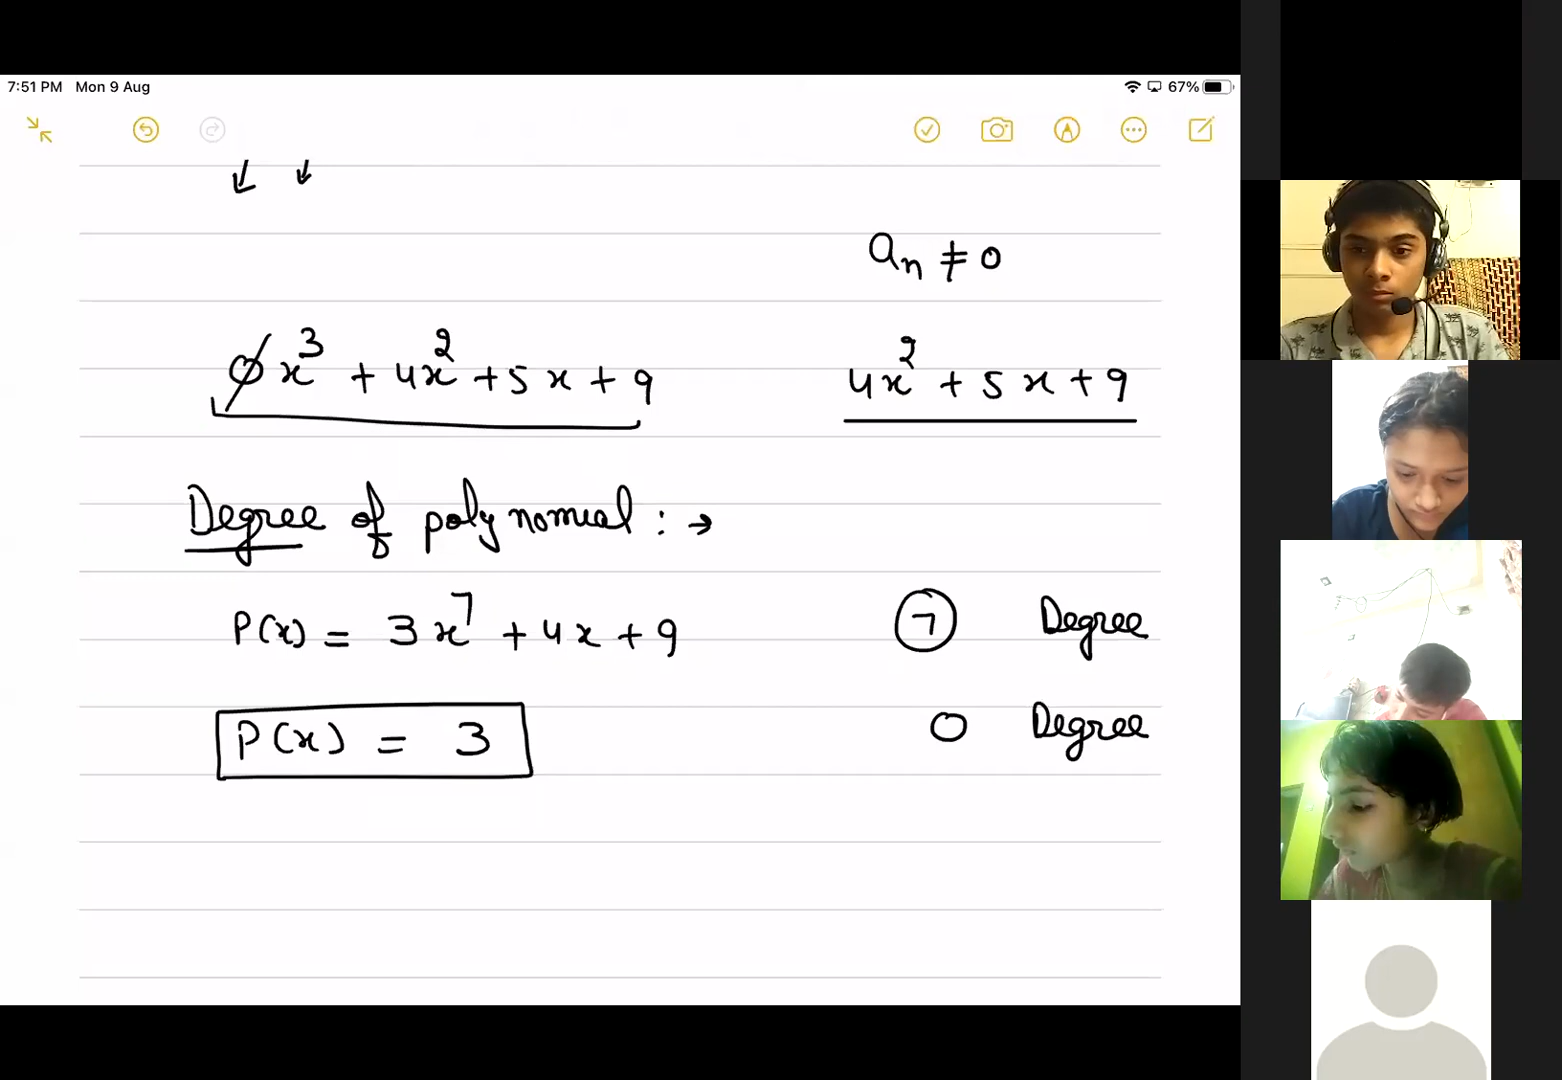 7:51 PM Mon 9 Aug 67%
aₙ ≠ 0
0x³ + 4x² + 5x + 9 4x² + 5x + 9
Degree of polynomial : →
P(x) = 3x⁷ + 4x + 9 7 Degree
P(x) = 3 0 Degree